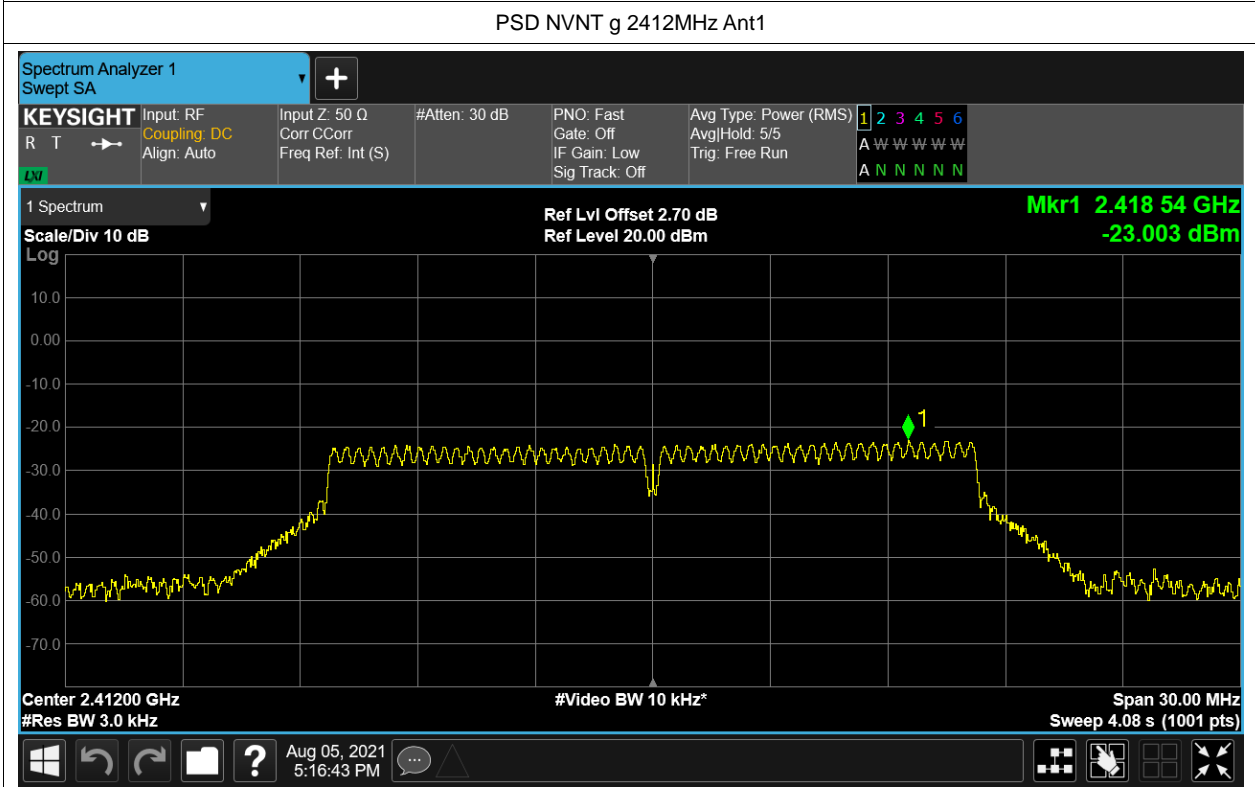 PSD NVNT g 2412MHz Ant1
Spectrum Analyzer 1
Swept SA
KEYSIGHT
R T
LXI
Input: RF
Coupling: DC
Align: Auto
Input Z: 50 Ω
Corr CCorr
Freq Ref: Int (S)
#Atten: 30 dB
PNO: Fast
Gate: Off
IF Gain: Low
Sig Track: Off
Avg Type: Power (RMS)
Avg|Hold: 5/5
Trig: Free Run
1 2 3 4 5 6
A W W W W W
A N N N N N
1 Spectrum
Scale/Div 10 dB
Log
Ref Lvl Offset 2.70 dB
Ref Level 20.00 dBm
Mkr1 2.418 54 GHz
-23.003 dBm
10.0
0.00
-10.0
-20.0
-30.0
-40.0
-50.0
-60.0
-70.0
1
Center 2.41200 GHz
#Video BW 10 kHz*
Span 30.00 MHz
#Res BW 3.0 kHz
Sweep 4.08 s (1001 pts)
?
Aug 05, 2021
5:16:43 PM